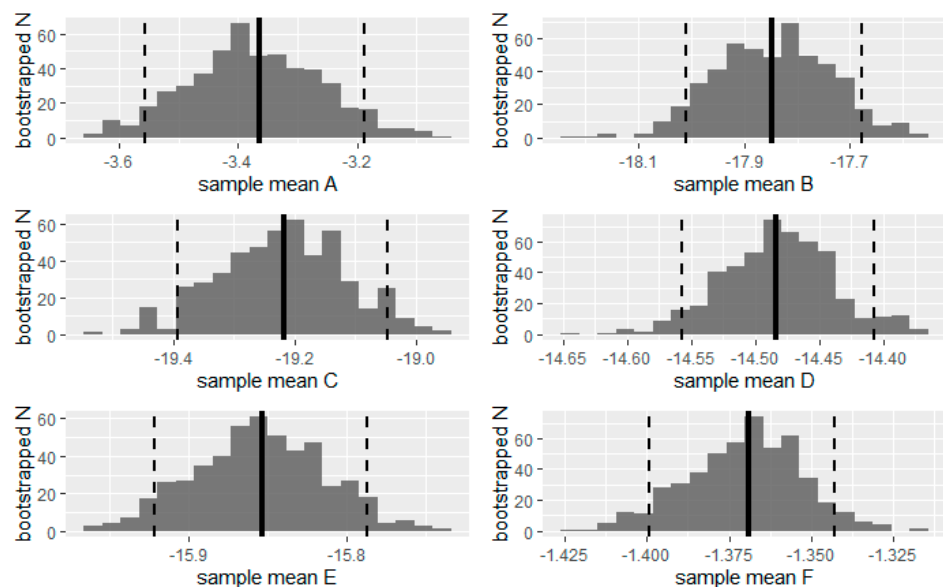 bootstrapped N
60
40
20
0
-3.6 -3.4 -3.2
sample mean A
bootstrapped N
60
40
20
0
-18.1 -17.9 -17.7
sample mean B
bootstrapped N
60
40
20
0
-19.4 -19.2 -19.0
sample mean C
bootstrapped N
60
40
20
0
-14.65 -14.60 -14.55 -14.50 -14.45 -14.40
sample mean D
bootstrapped N
60
40
20
0
-15.9 -15.8
sample mean E
bootstrapped N
60
40
20
0
-1.425 -1.400 -1.375 -1.350 -1.325
sample mean F